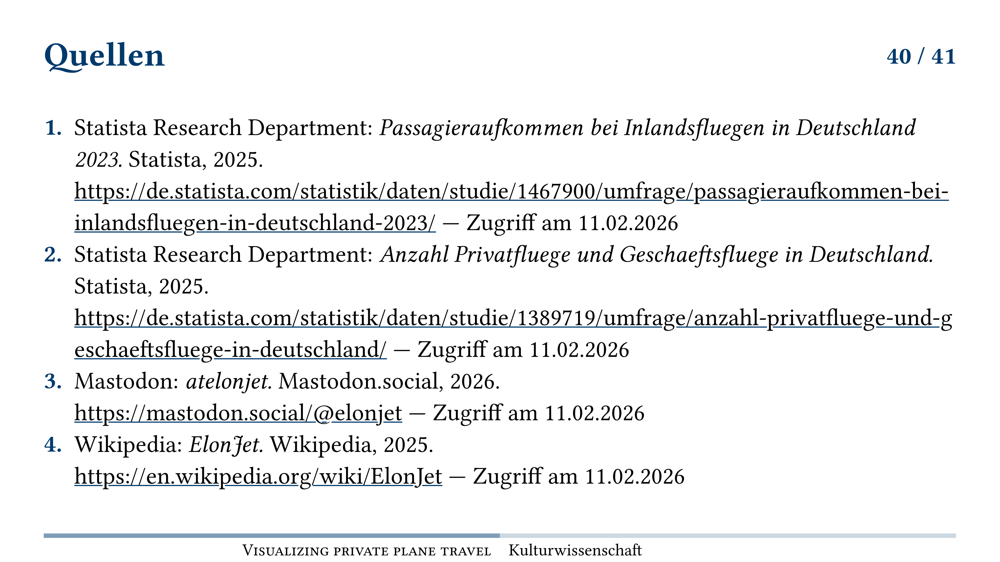 Quellen
40 / 41
1. Statista Research Department: Passagieraufkommen bei Inlandsfluegen in Deutschland
2023. Statista, 2025.
https://de.statista.com/statistik/daten/studie/1467900/umfrage/passagieraufkommen-bei-
inlandsfluegen-in-deutschland-2023/ — Zugriff am 11.02.2026
2. Statista Research Department: Anzahl Privatfluege und Geschaeftsfluege in Deutschland.
Statista, 2025.
https://de.statista.com/statistik/daten/studie/1389719/umfrage/anzahl-privatfluege-und-g
eschaeftsfluege-in-deutschland/ — Zugriff am 11.02.2026
3. Mastodon: atelonjet. Mastodon.social, 2026.
https://mastodon.social/@elonjet — Zugriff am 11.02.2026
4. Wikipedia: ElonJet. Wikipedia, 2025.
https://en.wikipedia.org/wiki/ElonJet — Zugriff am 11.02.2026
Visualizing private plane travel Kulturwissenschaft